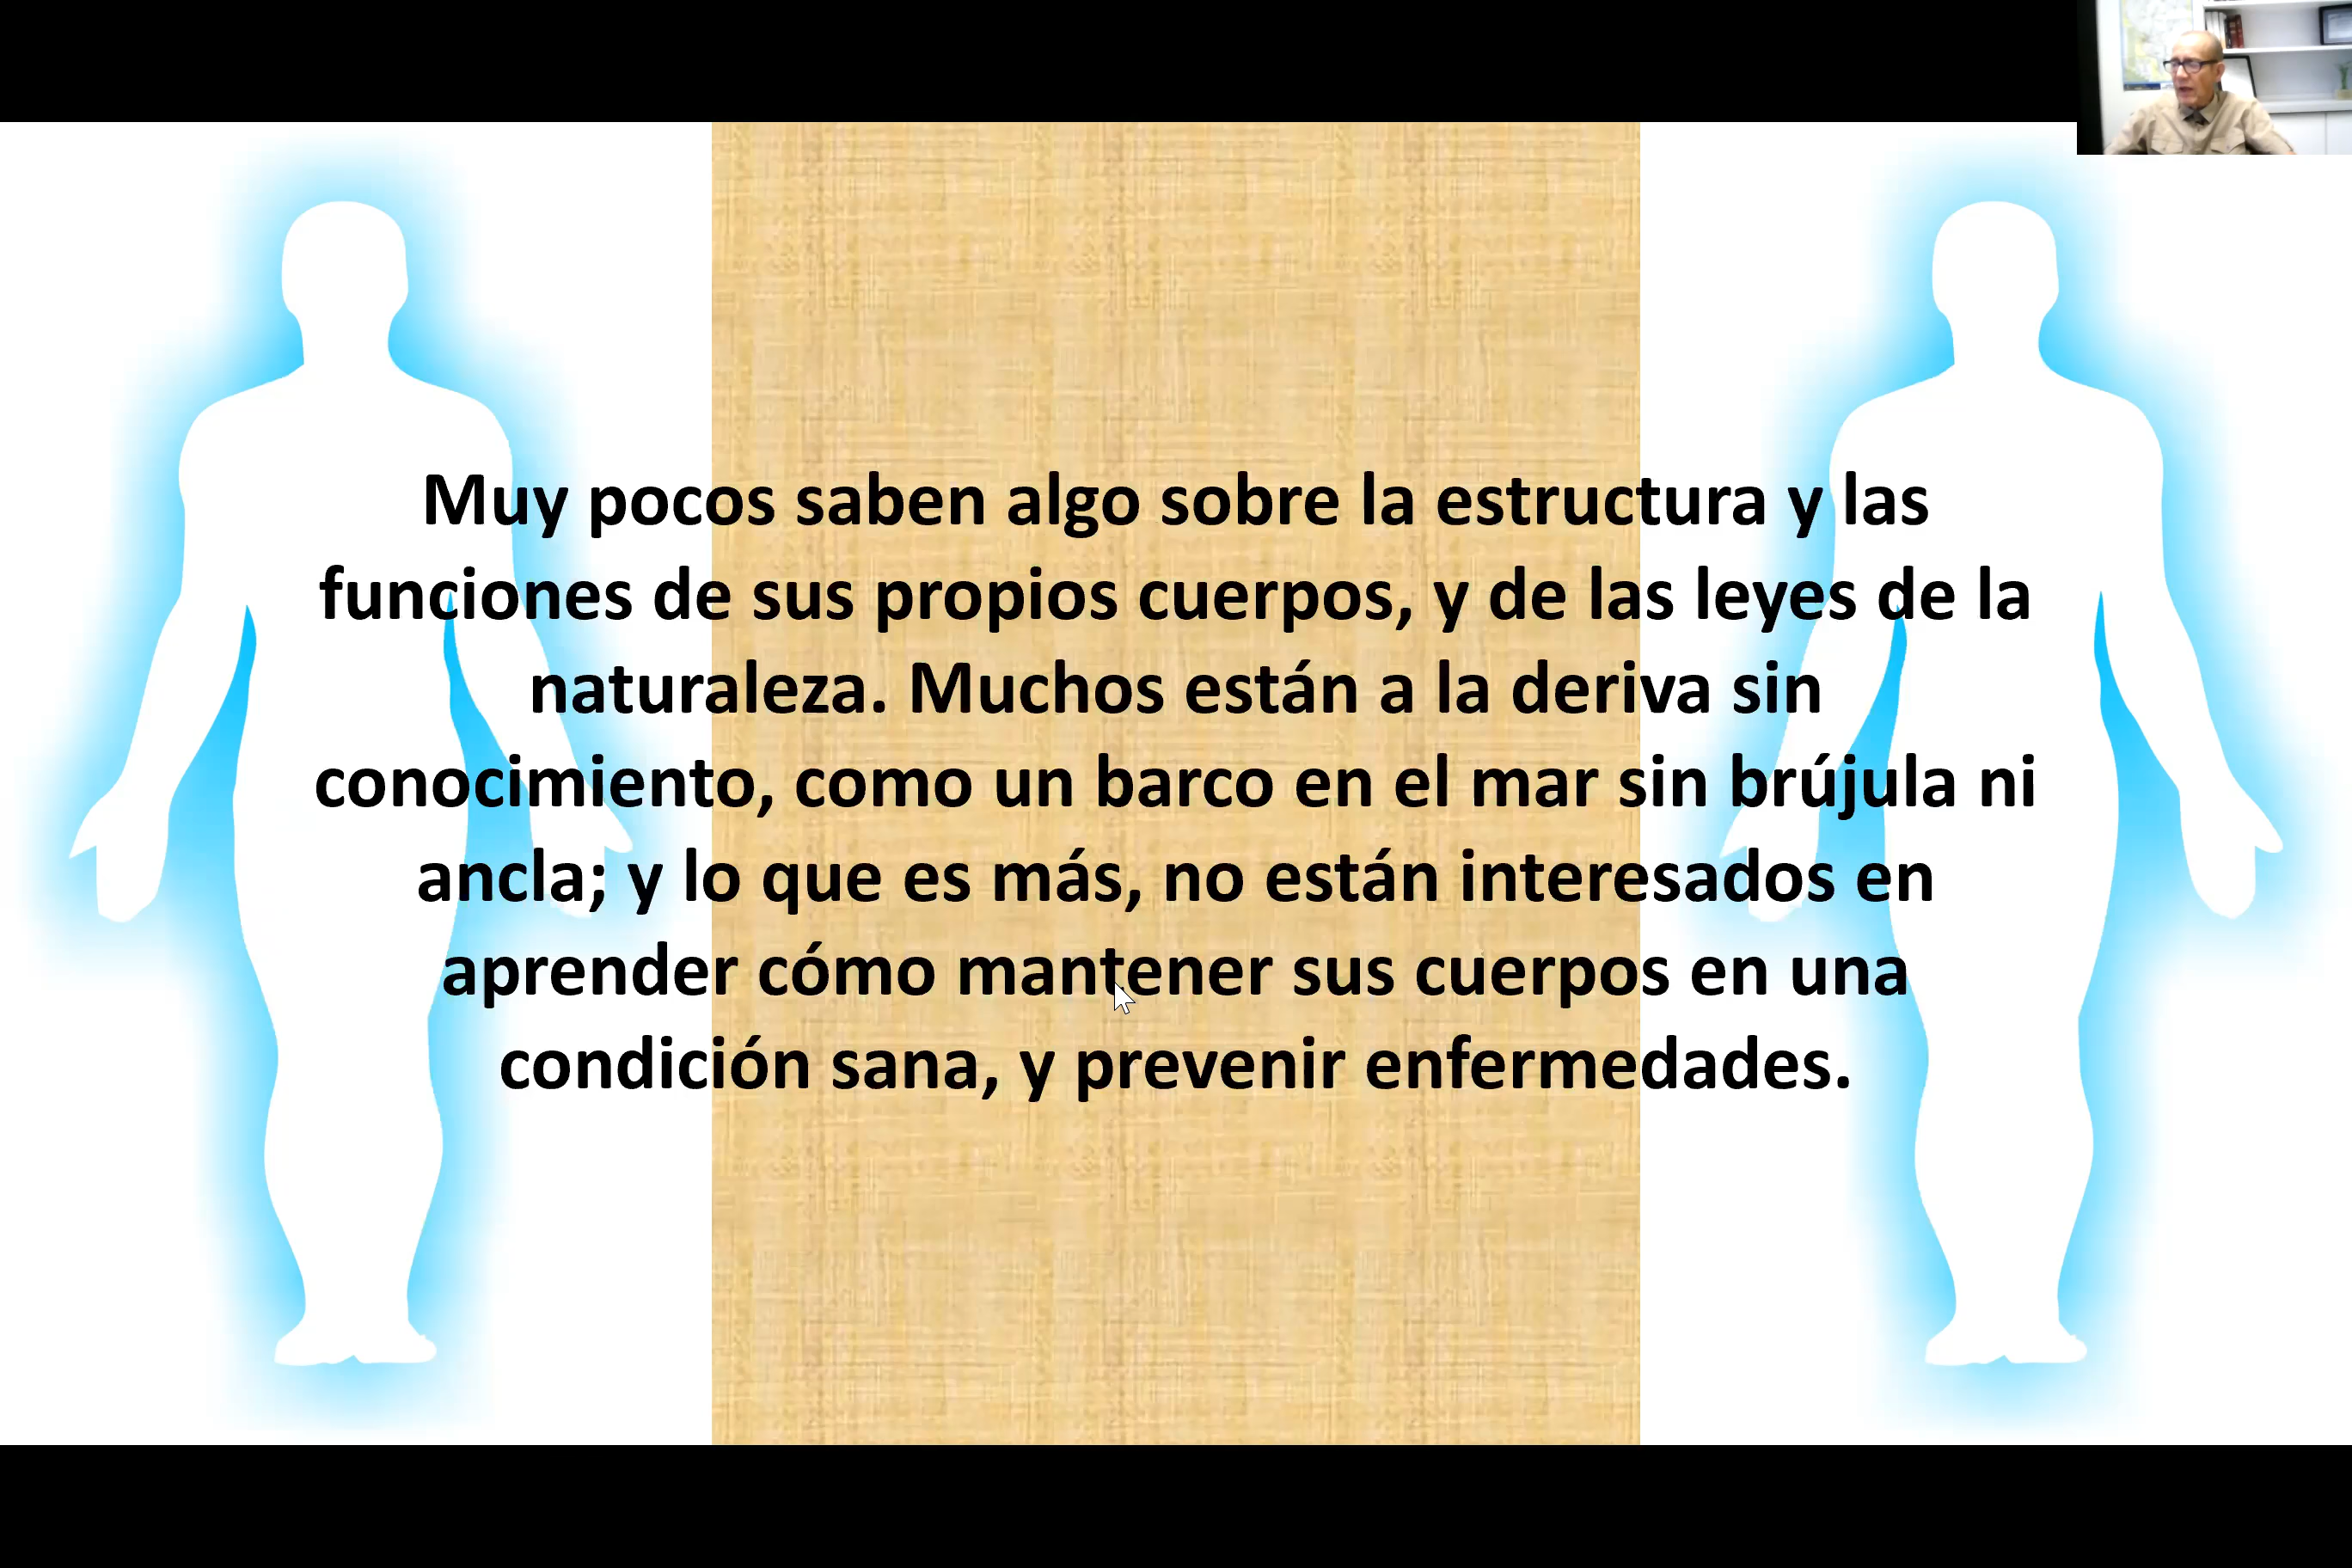 Muy pocos saben algo sobre la estructura y las
funciones de sus propios cuerpos, y de las leyes de la
naturaleza. Muchos están a la deriva sin
conocimiento, como un barco en el mar sin brújula ni
ancla; y lo que es más, no están interesados en
aprender cómo mantener sus cuerpos en una
condición sana, y prevenir enfermedades.